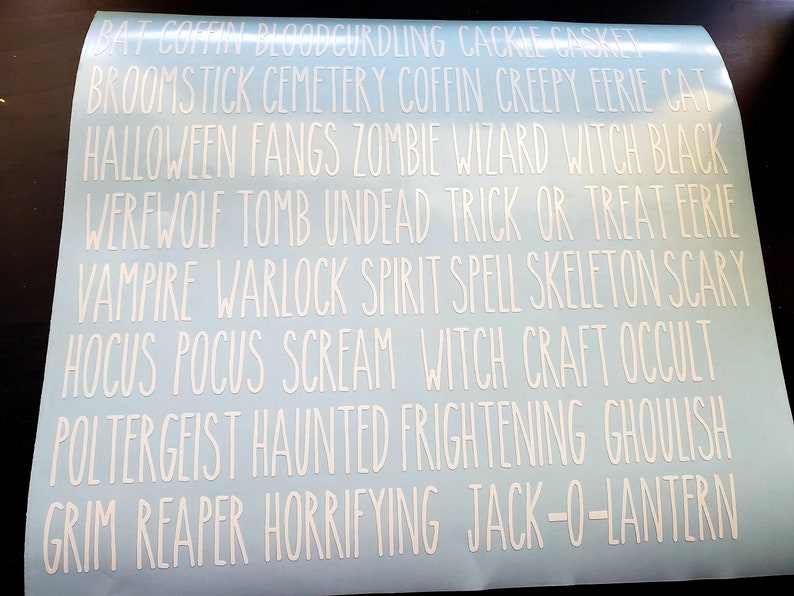 BAT COFFIN BLOODCURDLING CACKLE CASKET
BROOMSTICK CEMETERY COFFIN CREEPY EERIE CAT
HALLOWEEN FANGS ZOMBIE WIZARD WITCH BLACK
WEREWOLF TOMB UNDEAD TRICK OR TREAT EERIE
VAMPIRE WARLOCK SPIRIT SPELL SKELETON SCARY
HOCUS POCUS SCREAM WITCH CRAFT OCCULT
POLTERGEIST HAUNTED FRIGHTENING GHOULISH
GRIM REAPER HORRIFYING JACK-O-LANTERN